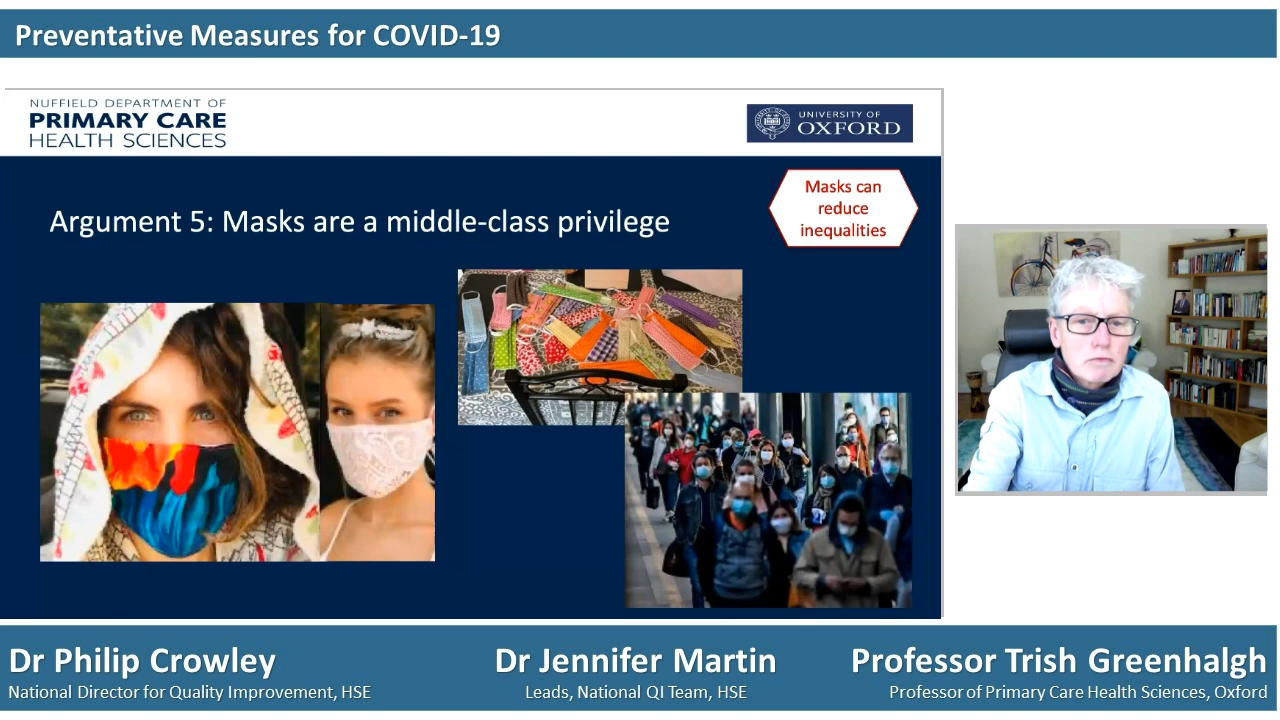 Preventative Measures for COVID-19
NUFFIELD DEPARTMENT OF
PRIMARY CARE
HEALTH SCIENCES
UNIVERSITY OF
OXFORD
Masks can
reduce
inequalities
Argument 5: Masks are a middle-class privilege
Dr Philip Crowley
National Director for Quality Improvement, HSE
Dr Jennifer Martin
Leads, National QI Team, HSE
Professor Trish Greenhalgh
Professor of Primary Care Health Sciences, Oxford